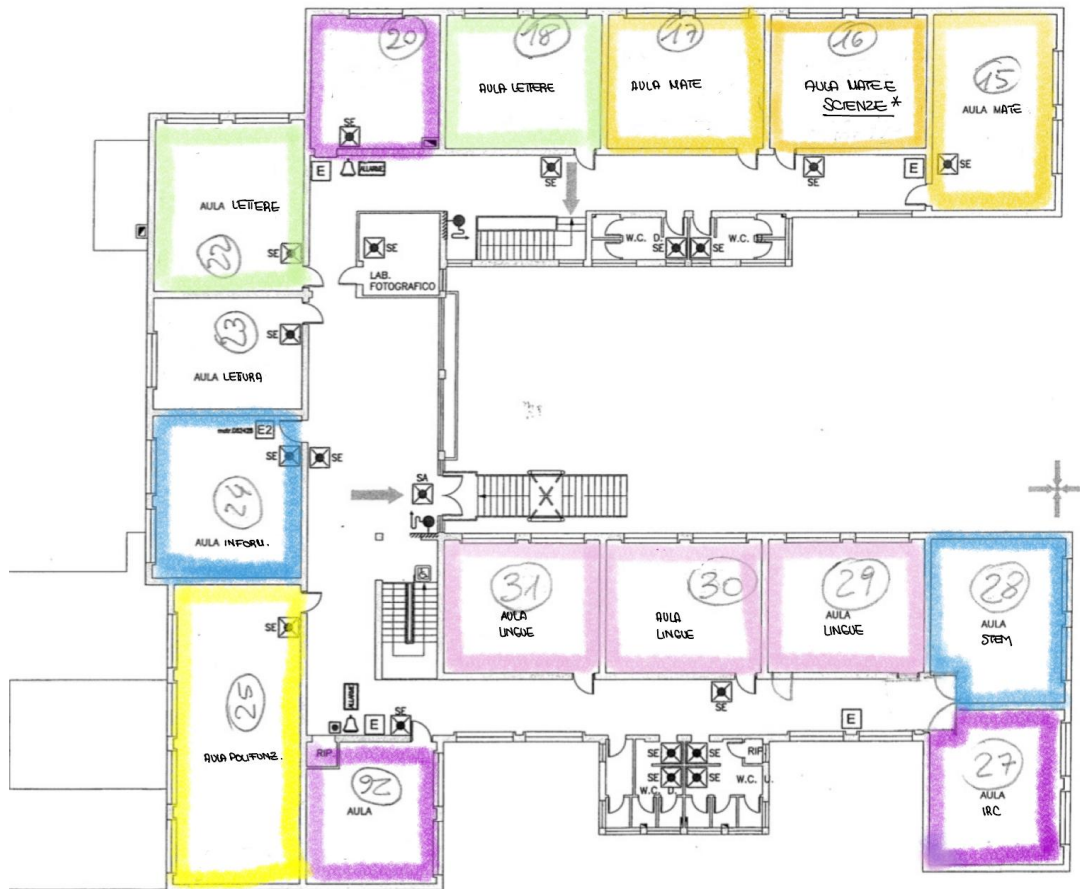 20
18
17
16
15
AULA LETTERE
AULA MATE
AULA MATE E
SCIENZE *
AULA MATE
SE
SE
SE
SE
E
ALLARME
E
AULA LETTERE
22
SE
SE
LAB.
FOTOGRAFICO
W.C. D.
SE
SE
W.C. D.
23
SE
AULA LETTURA
E2
SE
SE
24
AULA INFORM.
SA
31
AULA
LINGUE
30
AULA
LINGUE
29
AULA
LINGUE
28
AULA
STEM
SE
25
AULA POLIFUNZ.
ALLARME
E
SE
SE
E
RIP.
26
AULA
SE
SE
SE
SE
W.C. D.
RIP.
W.C. U.
27
AULA
IRC